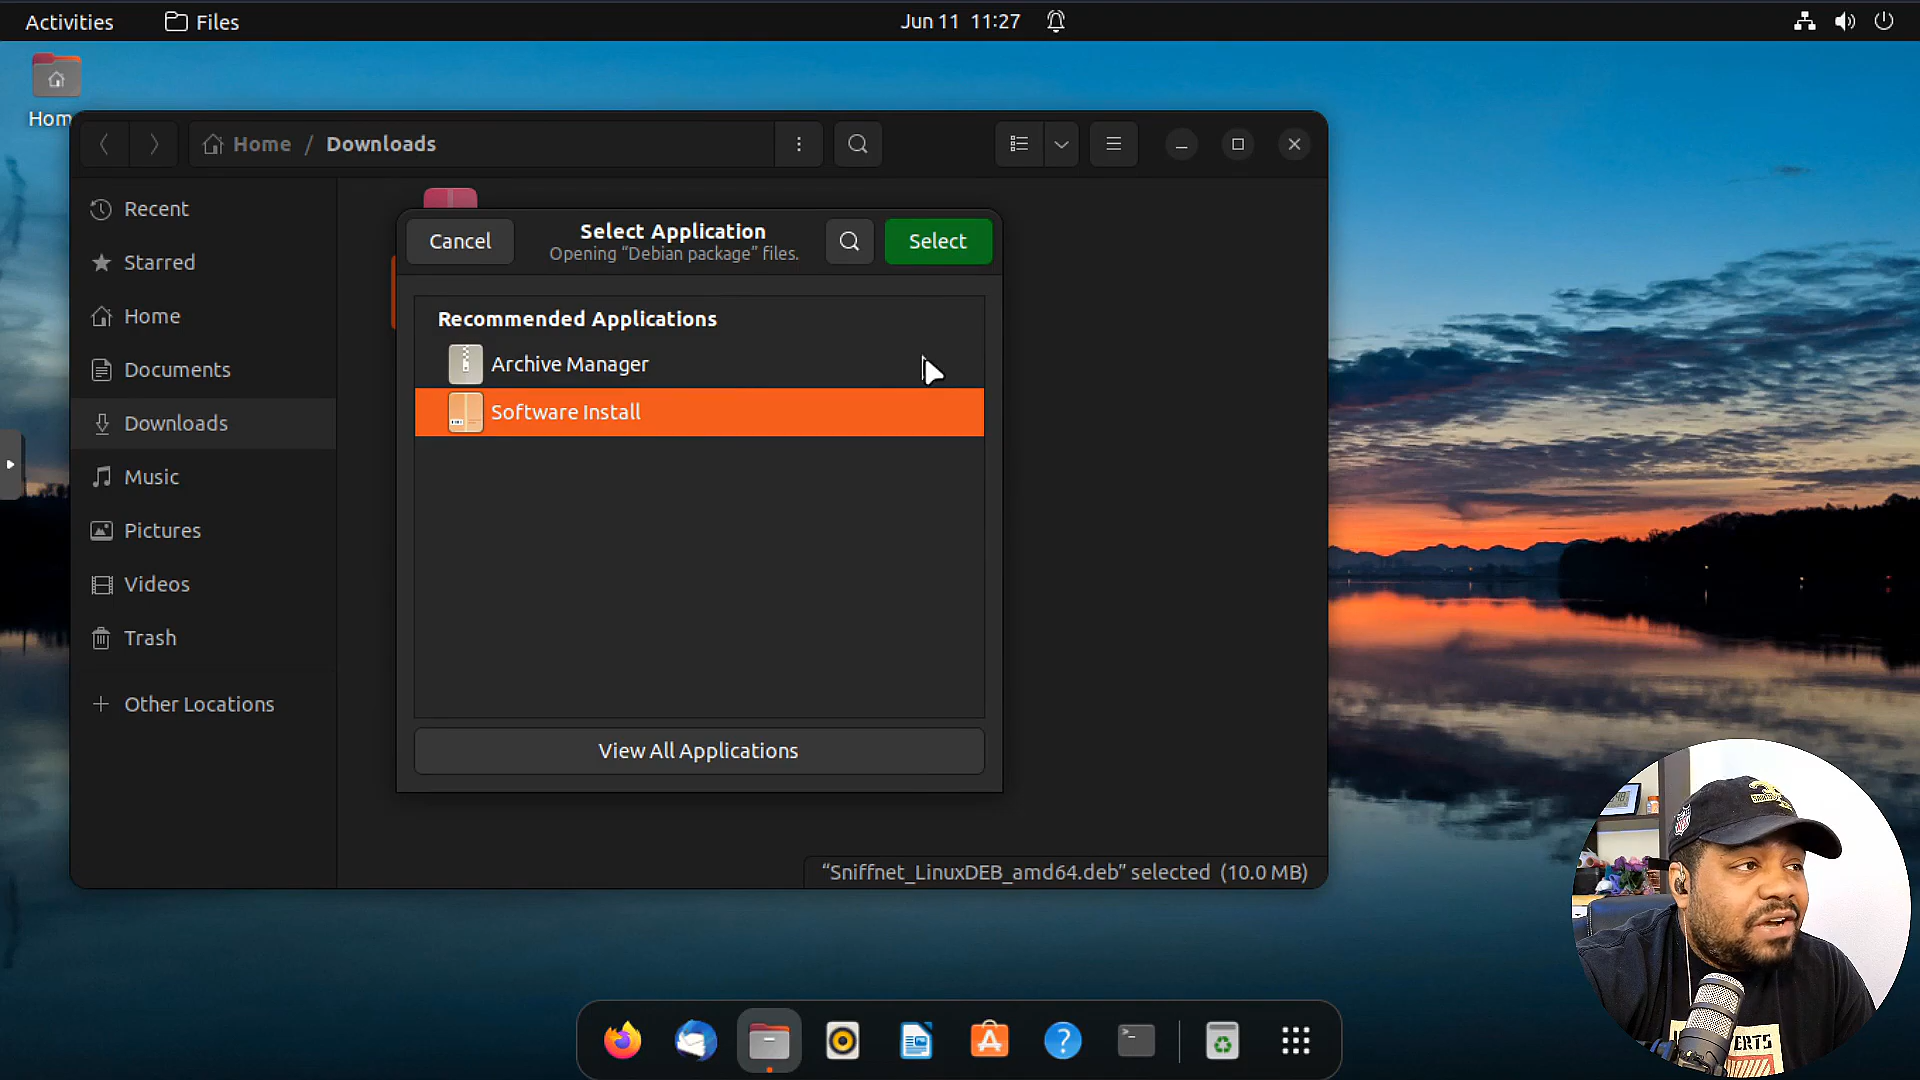 Activities
Files
Jun 11 11:27
Hom
Home / Downloads
Recent
Starred
Home
Documents
Downloads
Music
Pictures
Videos
Trash
Other Locations
Cancel
Select Application
Opening “Debian package” files.
Select
Recommended Applications
Archive Manager
Software Install
View All Applications
“Sniffnet_LinuxDEB_amd64.deb” selected (10.0 MB)